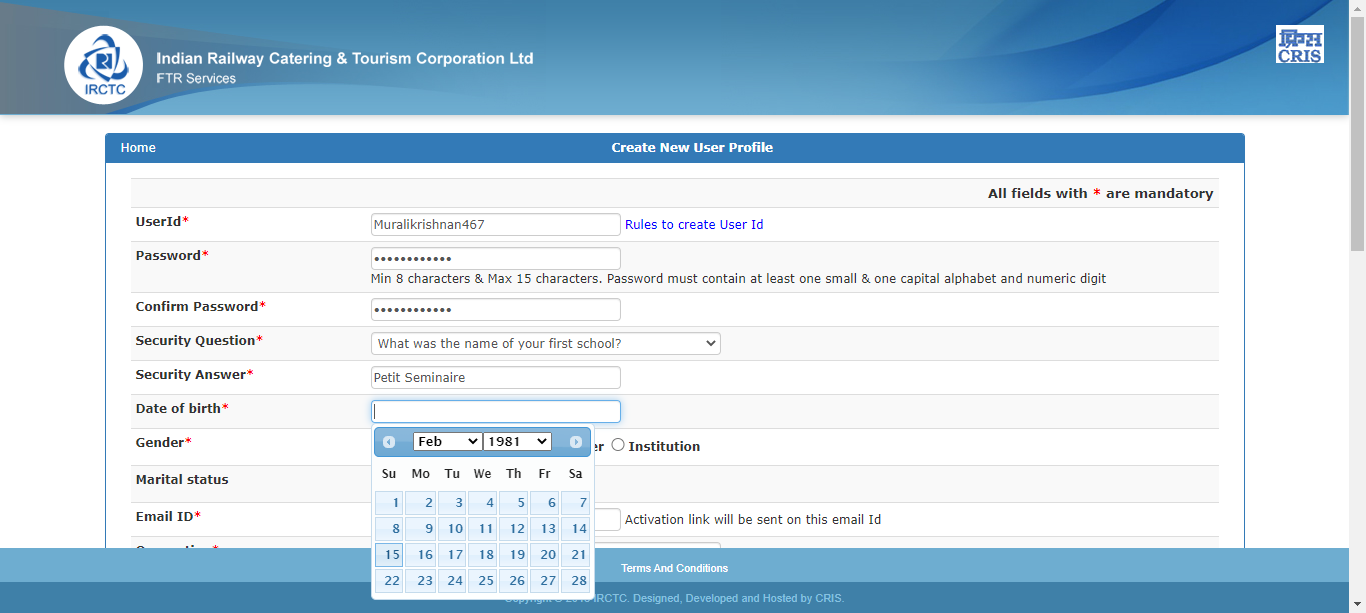 Indian Railway Catering & Tourism Corporation Ltd
FTR Services
IRCTC
क्रिस
CRIS
Home
Create New User Profile
All fields with * are mandatory
UserId* Muralikrishnan467 Rules to create User Id
Password* ••••••••••••
Min 8 characters & Max 15 characters. Password must contain at least one small & one capital alphabet and numeric digit
Confirm Password* ••••••••••••
Security Question* What was the name of your first school?
Security Answer* Petit Seminaire
Date of birth*
Gender* Institution
Feb 1981
Su Mo Tu We Th Fr Sa
Marital status
1 2 3 4 5 6 7
Email ID* Activation link will be sent on this email Id
8 9 10 11 12 13 14
15 16 17 18 19 20 21
Terms And Conditions
22 23 24 25 26 27 28
IRCTC. Designed, Developed and Hosted by CRIS.